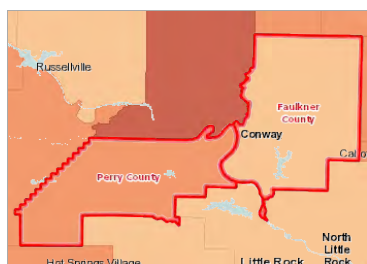 Russellville
Faulkner
County
Conway
Perry County
North
Little
Rock
Little Rock
Hot Springs Village